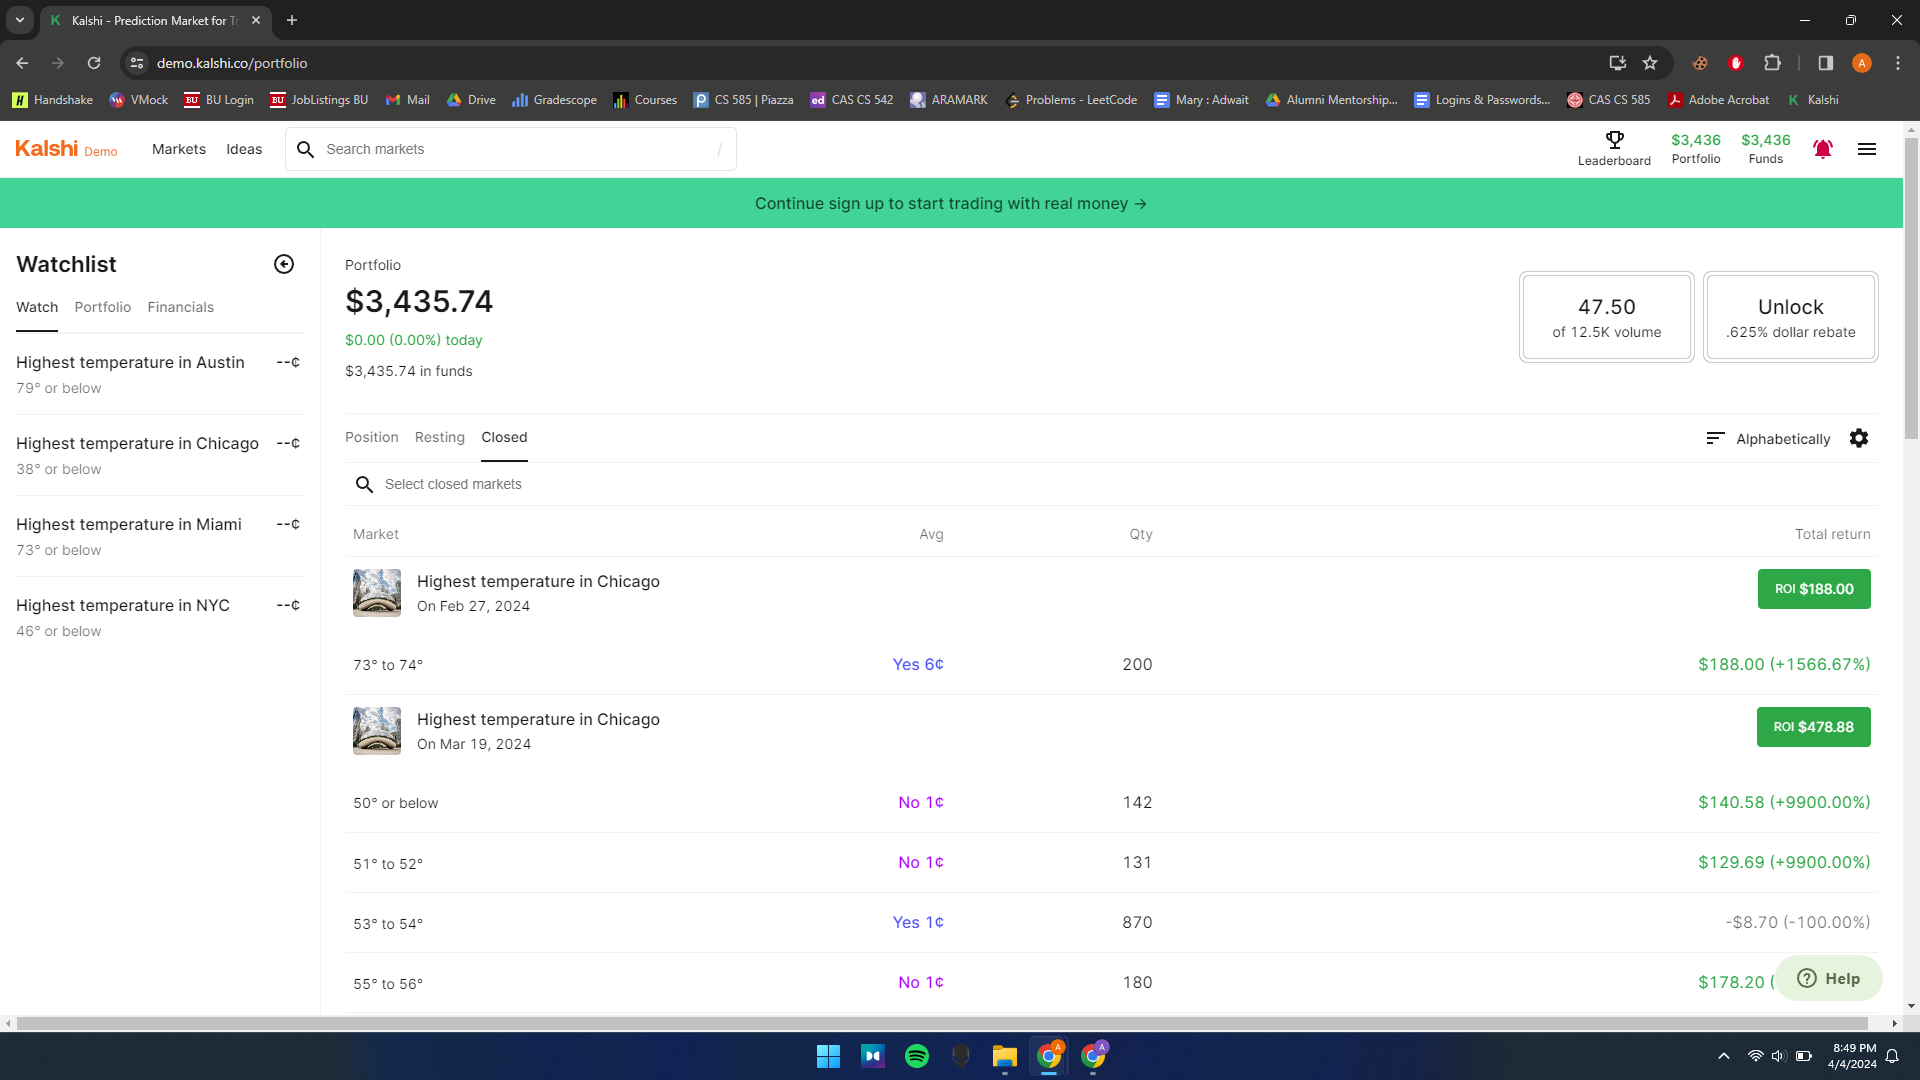 Kalshi - Prediction Market for Tr
demo.kalshi.co/portfolio
A
Handshake
VMock
BU Login
JobListings BU
Mail
Drive
Gradescope
Courses
CS 585 | Piazza
CAS CS 542
ARAMARK
Problems - LeetCode
Mary : Adwait
Alumni Mentorship...
Logins & Passwords...
CAS CS 585
Adobe Acrobat
Kalshi
Kalshi Demo
Markets
Ideas
Search markets
/
Leaderboard
$3,436
Portfolio
$3,436
Funds
Continue sign up to start trading with real money →
Watchlist
Watch
Portfolio
Financials
Highest temperature in Austin --¢
79° or below
Highest temperature in Chicago --¢
38° or below
Highest temperature in Miami --¢
73° or below
Highest temperature in NYC --¢
46° or below
Portfolio
$3,435.74
$0.00 (0.00%) today
$3,435.74 in funds
47.50
of 12.5K volume
Unlock
.625% dollar rebate
Position
Resting
Closed
Alphabetically
Select closed markets
Market Avg Qty Total return
Highest temperature in Chicago
On Feb 27, 2024
ROI $188.00
73° to 74° Yes 6¢ 200 $188.00 (+1566.67%)
Highest temperature in Chicago
On Mar 19, 2024
ROI $478.88
50° or below No 1¢ 142 $140.58 (+9900.00%)
51° to 52° No 1¢ 131 $129.69 (+9900.00%)
53° to 54° Yes 1¢ 870 -$8.70 (-100.00%)
55° to 56° No 1¢ 180 $178.20 (
Help
8:49 PM
4/4/2024